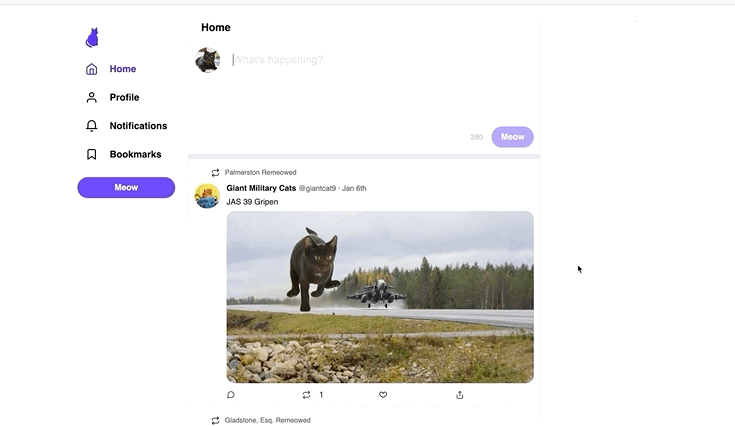 Home
What's happening?
Home
Profile
Notifications
Bookmarks
Meow
280
Meow
Palmerston Remeowed
Giant Military Cats @giantcat9 · Jan 6th
JAS 39 Gripen
1
Gladstone, Esq. Remeowed